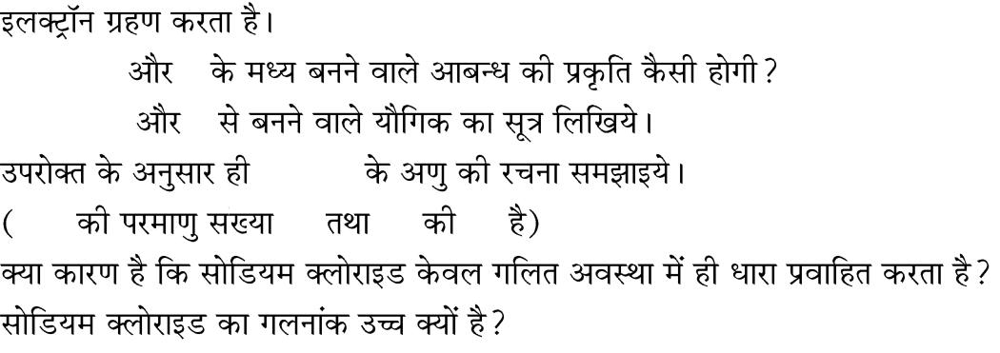 इलक्ट्रॉन ग्रहण करता है।
और के मध्य बनने वाले आबन्ध की प्रकृति कैसी होगी?
और से बनने वाले यौगिक का सूत्र लिखिये।
उपरोक्त के अनुसार ही के अणु की रचना समझाइये।
( की परमाणु सख्या तथा की है)
क्या कारण है कि सोडियम क्लोराइड केवल गलित अवस्था में ही धारा प्रवाहित करता है?
सोडियम क्लोराइड का गलनांक उच्च क्यों है?